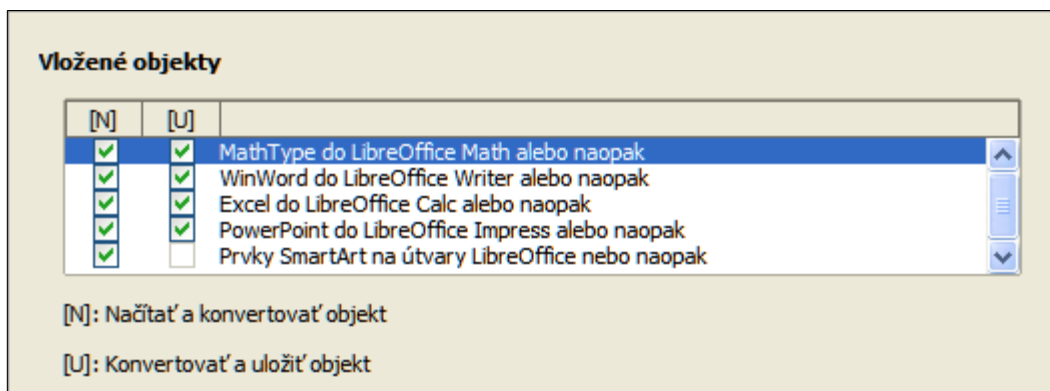 Vložené objekty
[N] [U]
MathType do LibreOffice Math alebo naopak
WinWord do LibreOffice Writer alebo naopak
Excel do LibreOffice Calc alebo naopak
PowerPoint do LibreOffice Impress alebo naopak
Prvky SmartArt na útvary LibreOffice nebo naopak
[N]: Načítať a konvertovať objekt
[U]: Konvertovať a uložiť objekt